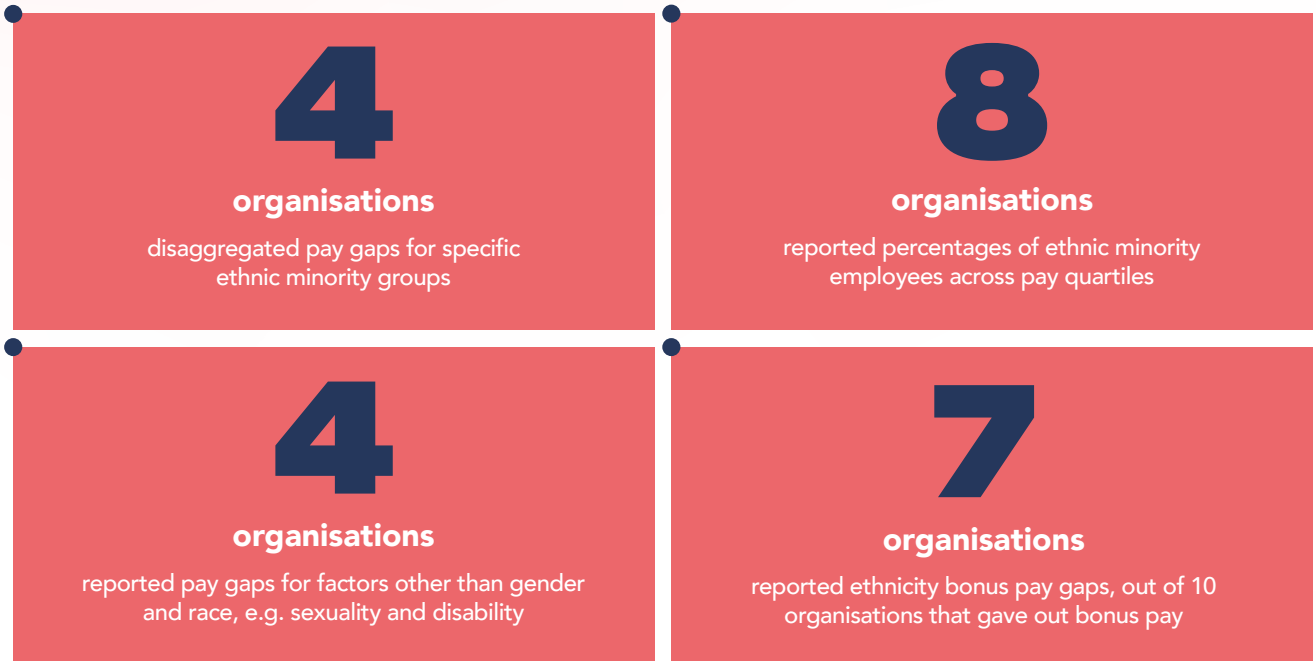 4
organisations
disaggregated pay gaps for specific
ethnic minority groups
8
organisations
reported percentages of ethnic minority
employees across pay quartiles
4
organisations
reported pay gaps for factors other than gender
and race, e.g. sexuality and disability
7
organisations
reported ethnicity bonus pay gaps, out of 10
organisations that gave out bonus pay